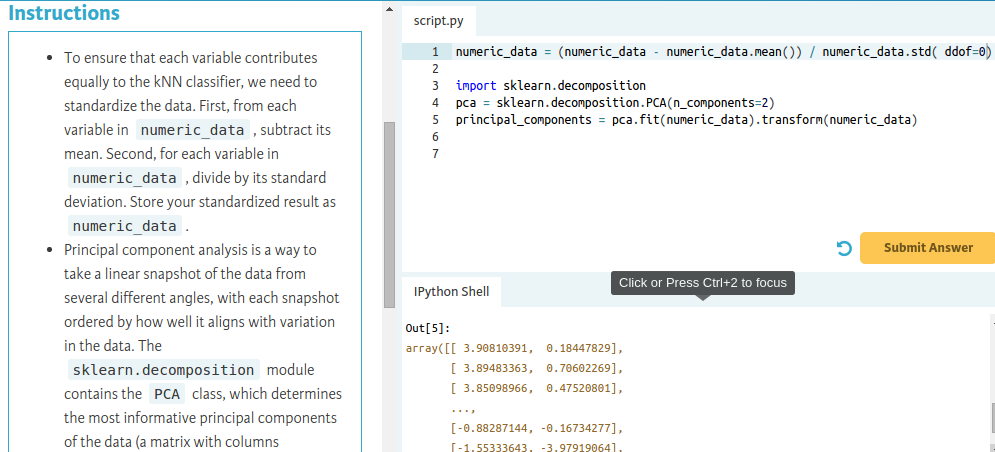 Instructions
To ensure that each variable contributes
equally to the kNN classifier, we need to
standardize the data. First, from each
variable in numeric_data , subtract its
mean. Second, for each variable in
numeric_data , divide by its standard
deviation. Store your standardized result as
numeric_data .
Principal component analysis is a way to
take a linear snapshot of the data from
several different angles, with each snapshot
ordered by how well it aligns with variation
in the data. The
sklearn.decomposition module
contains the PCA class, which determines
the most informative principal components
of the data (a matrix with columns
script.py
1 numeric_data = (numeric_data - numeric_data.mean()) / numeric_data.std( ddof=0)
2
3 import sklearn.decomposition
4 pca = sklearn.decomposition.PCA(n_components=2)
5 principal_components = pca.fit(numeric_data).transform(numeric_data)
6
7
Submit Answer
Click or Press Ctrl+2 to focus
IPython Shell
Out[5]:
array([[ 3.90810391, 0.18447829],
[ 3.89483363, 0.70602269],
[ 3.85098966, 0.47520801],
...,
[-0.88287144, -0.16734277],
[-1.55333643, -3.97919064],